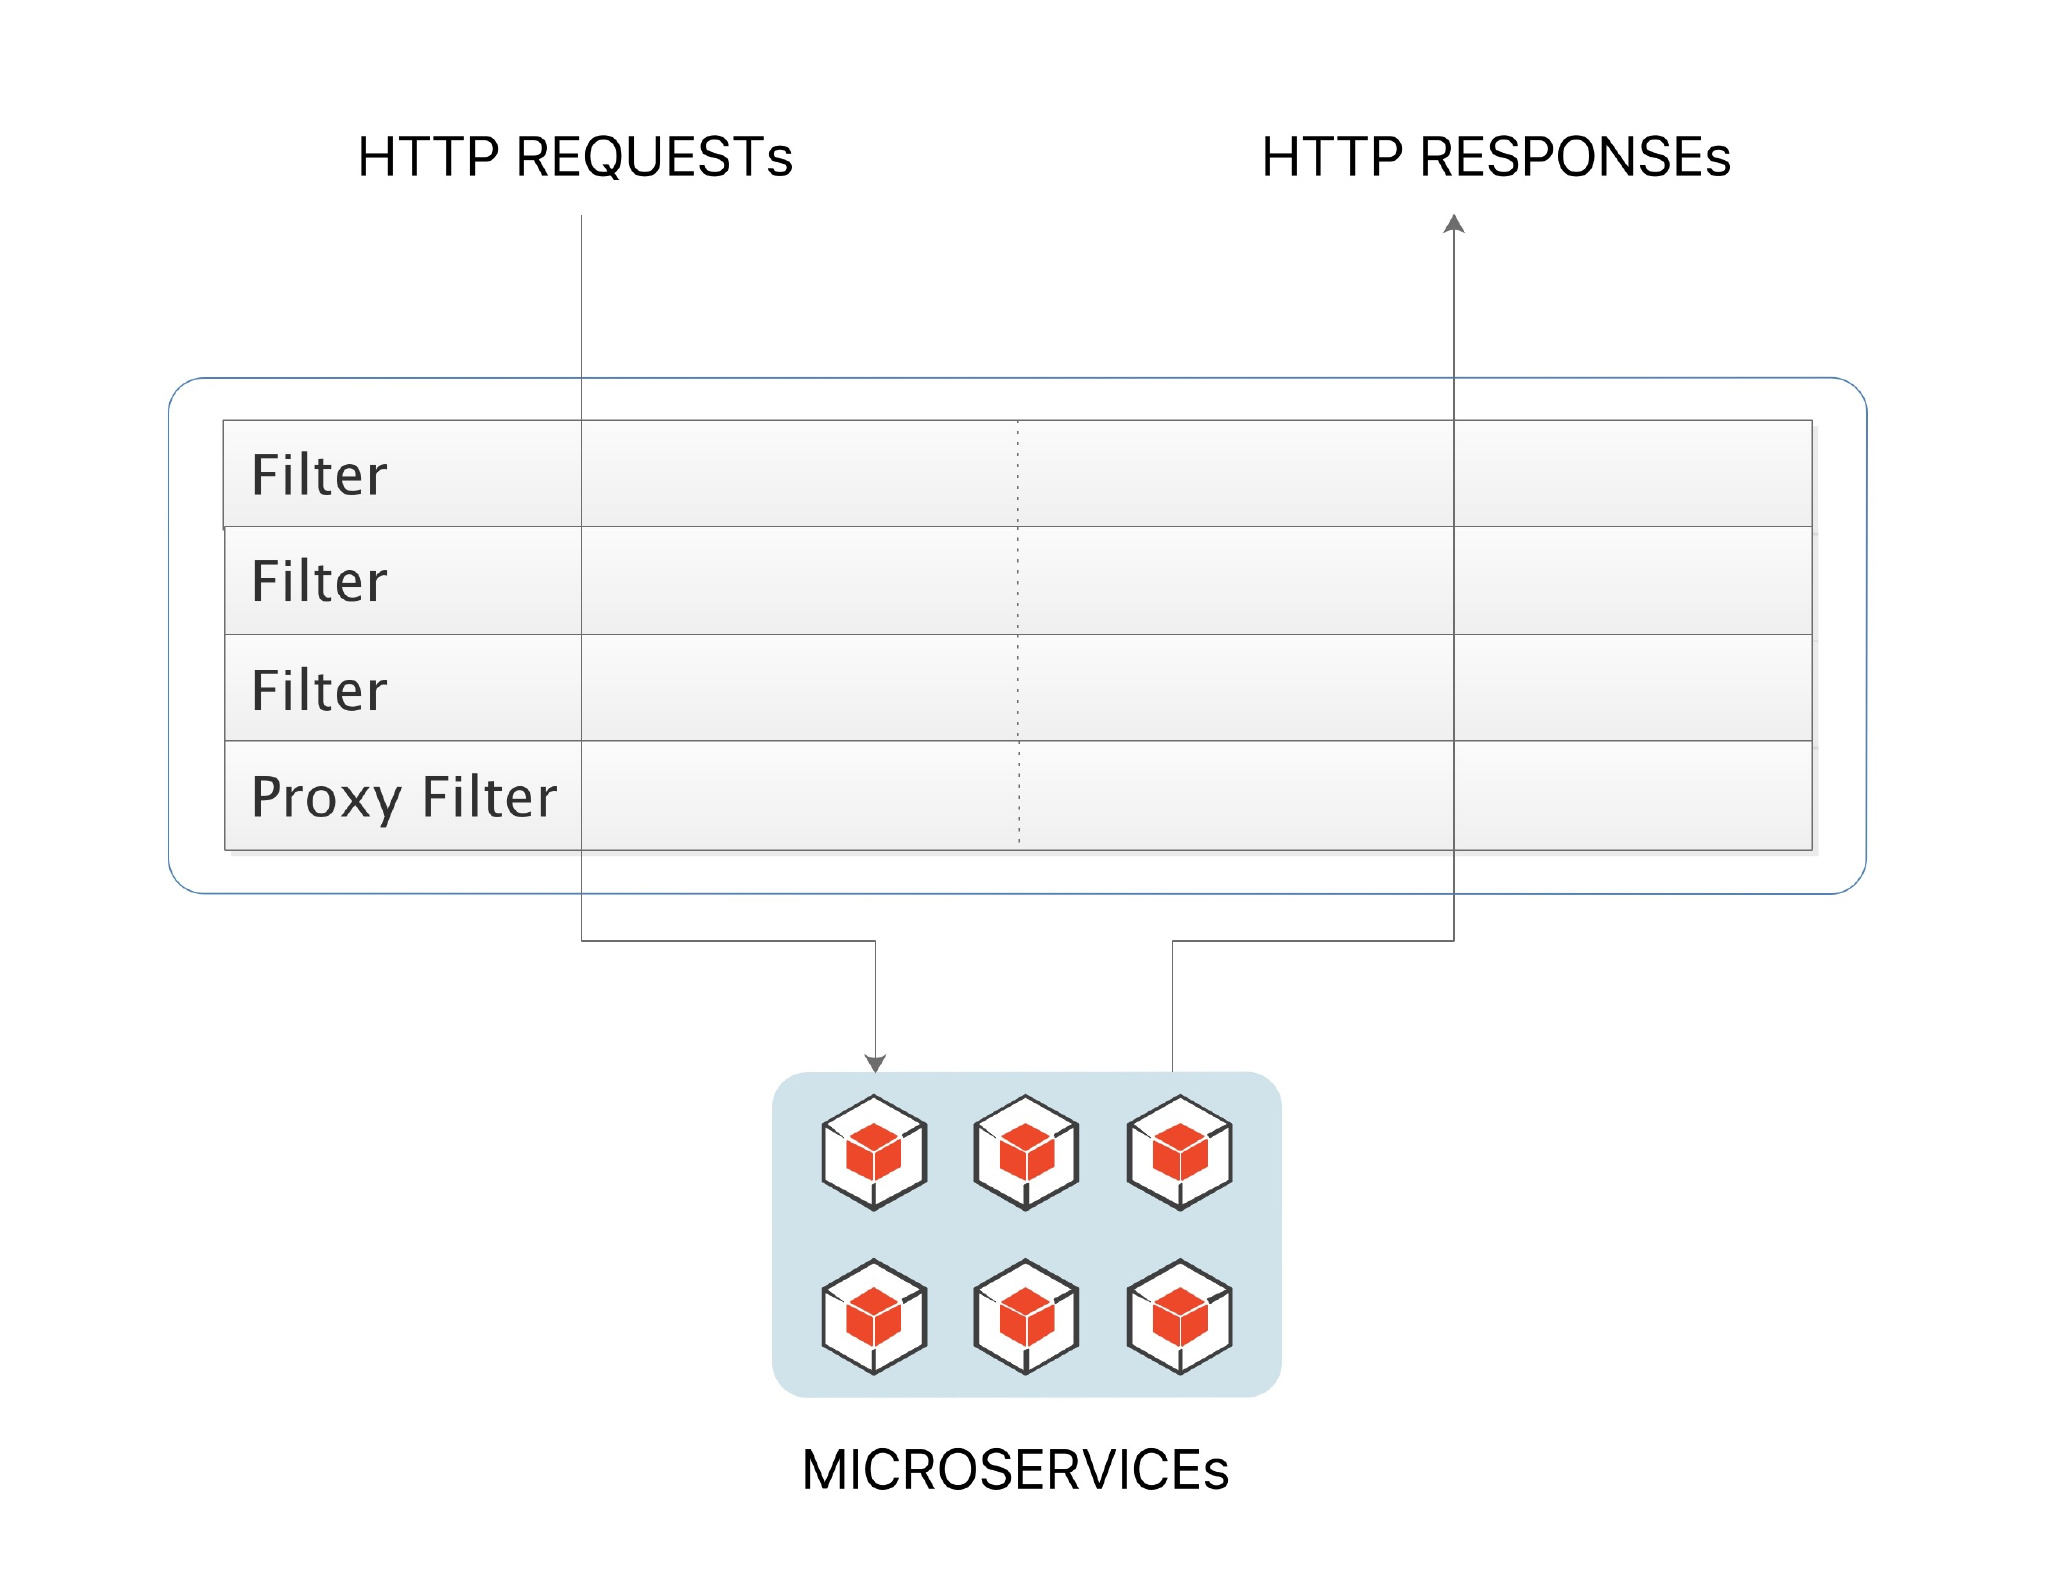 HTTP REQUESTs
HTTP RESPONSEs
Filter
Filter
Filter
Proxy Filter
MICROSERVICEs